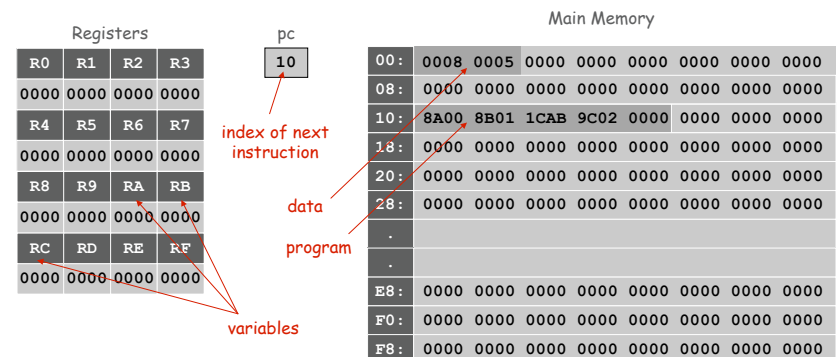 Registers
R0 R1 R2 R3
0000 0000 0000 0000
R4 R5 R6 R7
0000 0000 0000 0000
R8 R9 RA RB
0000 0000 0000 0000
RC RD RE RF
0000 0000 0000 0000
pc
10
index of next
instruction
data
program
variables
Main Memory
00: 0008 0005 0000 0000 0000 0000 0000 0000
08: 0000 0000 0000 0000 0000 0000 0000 0000
10: 8A00 8B01 1CAB 9C02 0000 0000 0000 0000
18: 0000 0000 0000 0000 0000 0000 0000 0000
20: 0000 0000 0000 0000 0000 0000 0000 0000
28: 0000 0000 0000 0000 0000 0000 0000 0000
.
.
E8: 0000 0000 0000 0000 0000 0000 0000 0000
F0: 0000 0000 0000 0000 0000 0000 0000 0000
F8: 0000 0000 0000 0000 0000 0000 0000 0000